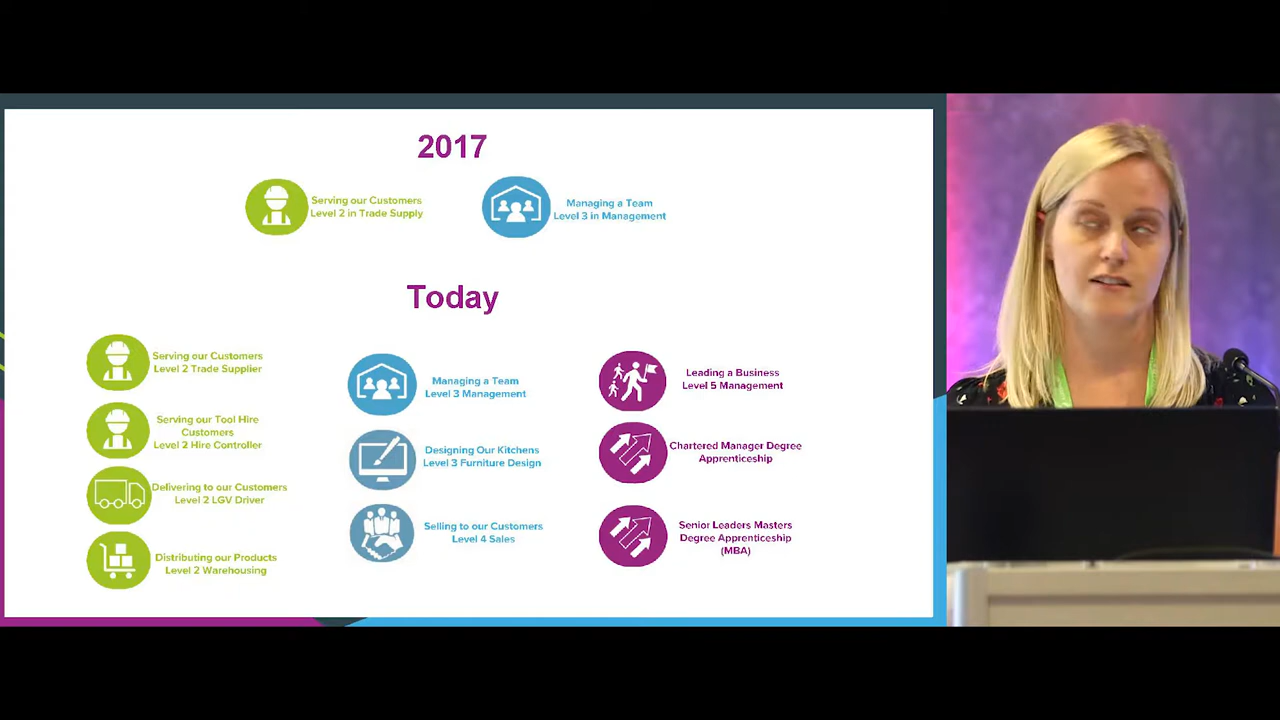 2017
Serving our Customers
Level 2 in Trade Supply
Managing a Team
Level 3 in Management
Today
Serving our Customers
Level 2 Trade Supplier
Serving our Tool Hire
Customers
Level 2 Hire Controller
Delivering to our Customers
Level 2 LGV Driver
Distributing our Products
Level 2 Warehousing
Managing a Team
Level 3 Management
Designing Our Kitchens
Level 3 Furniture Design
Selling to our Customers
Level 4 Sales
Leading a Business
Level 5 Management
Chartered Manager Degree
Apprenticeship
Senior Leaders Masters
Degree Apprenticeship
(MBA)